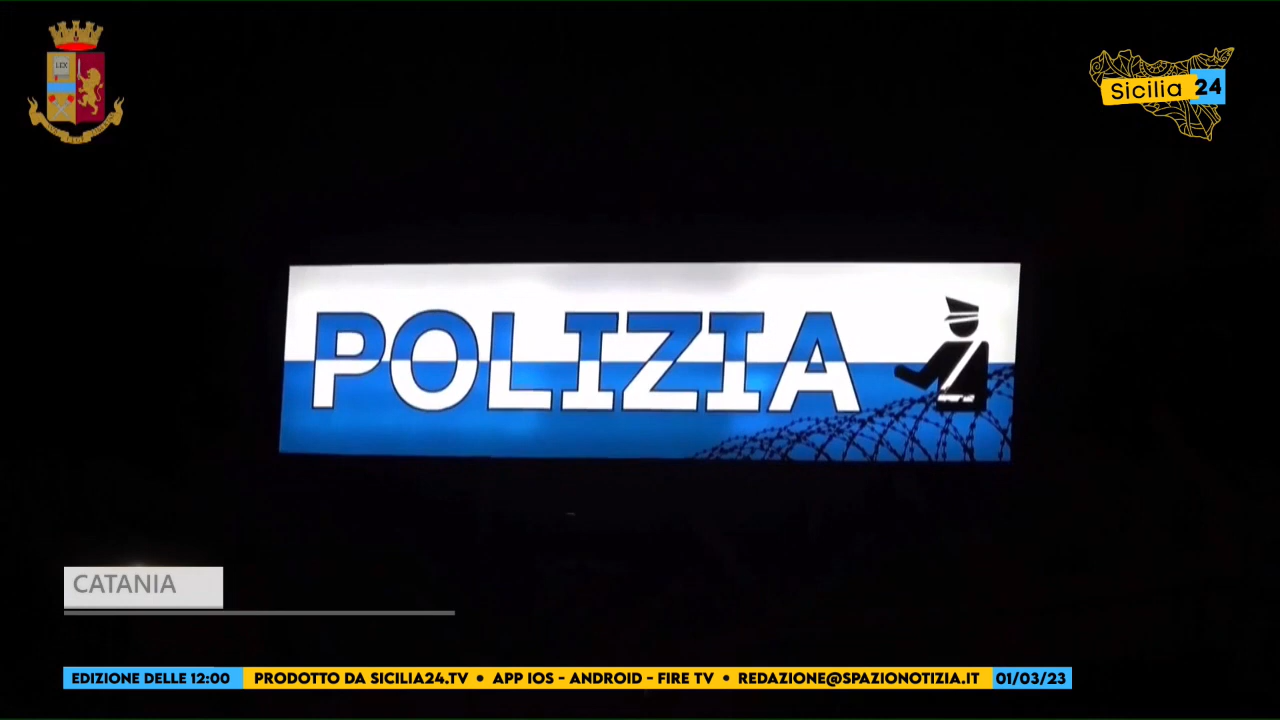 LEX
Sicilia 24
POLIZIA
CATANIA
EDIZIONE DELLE 12:00 PRODOTTO DA SICILIA24.TV • APP IOS - ANDROID - FIRE TV • REDAZIONE@SPAZIONOTIZIA.IT 01/03/23